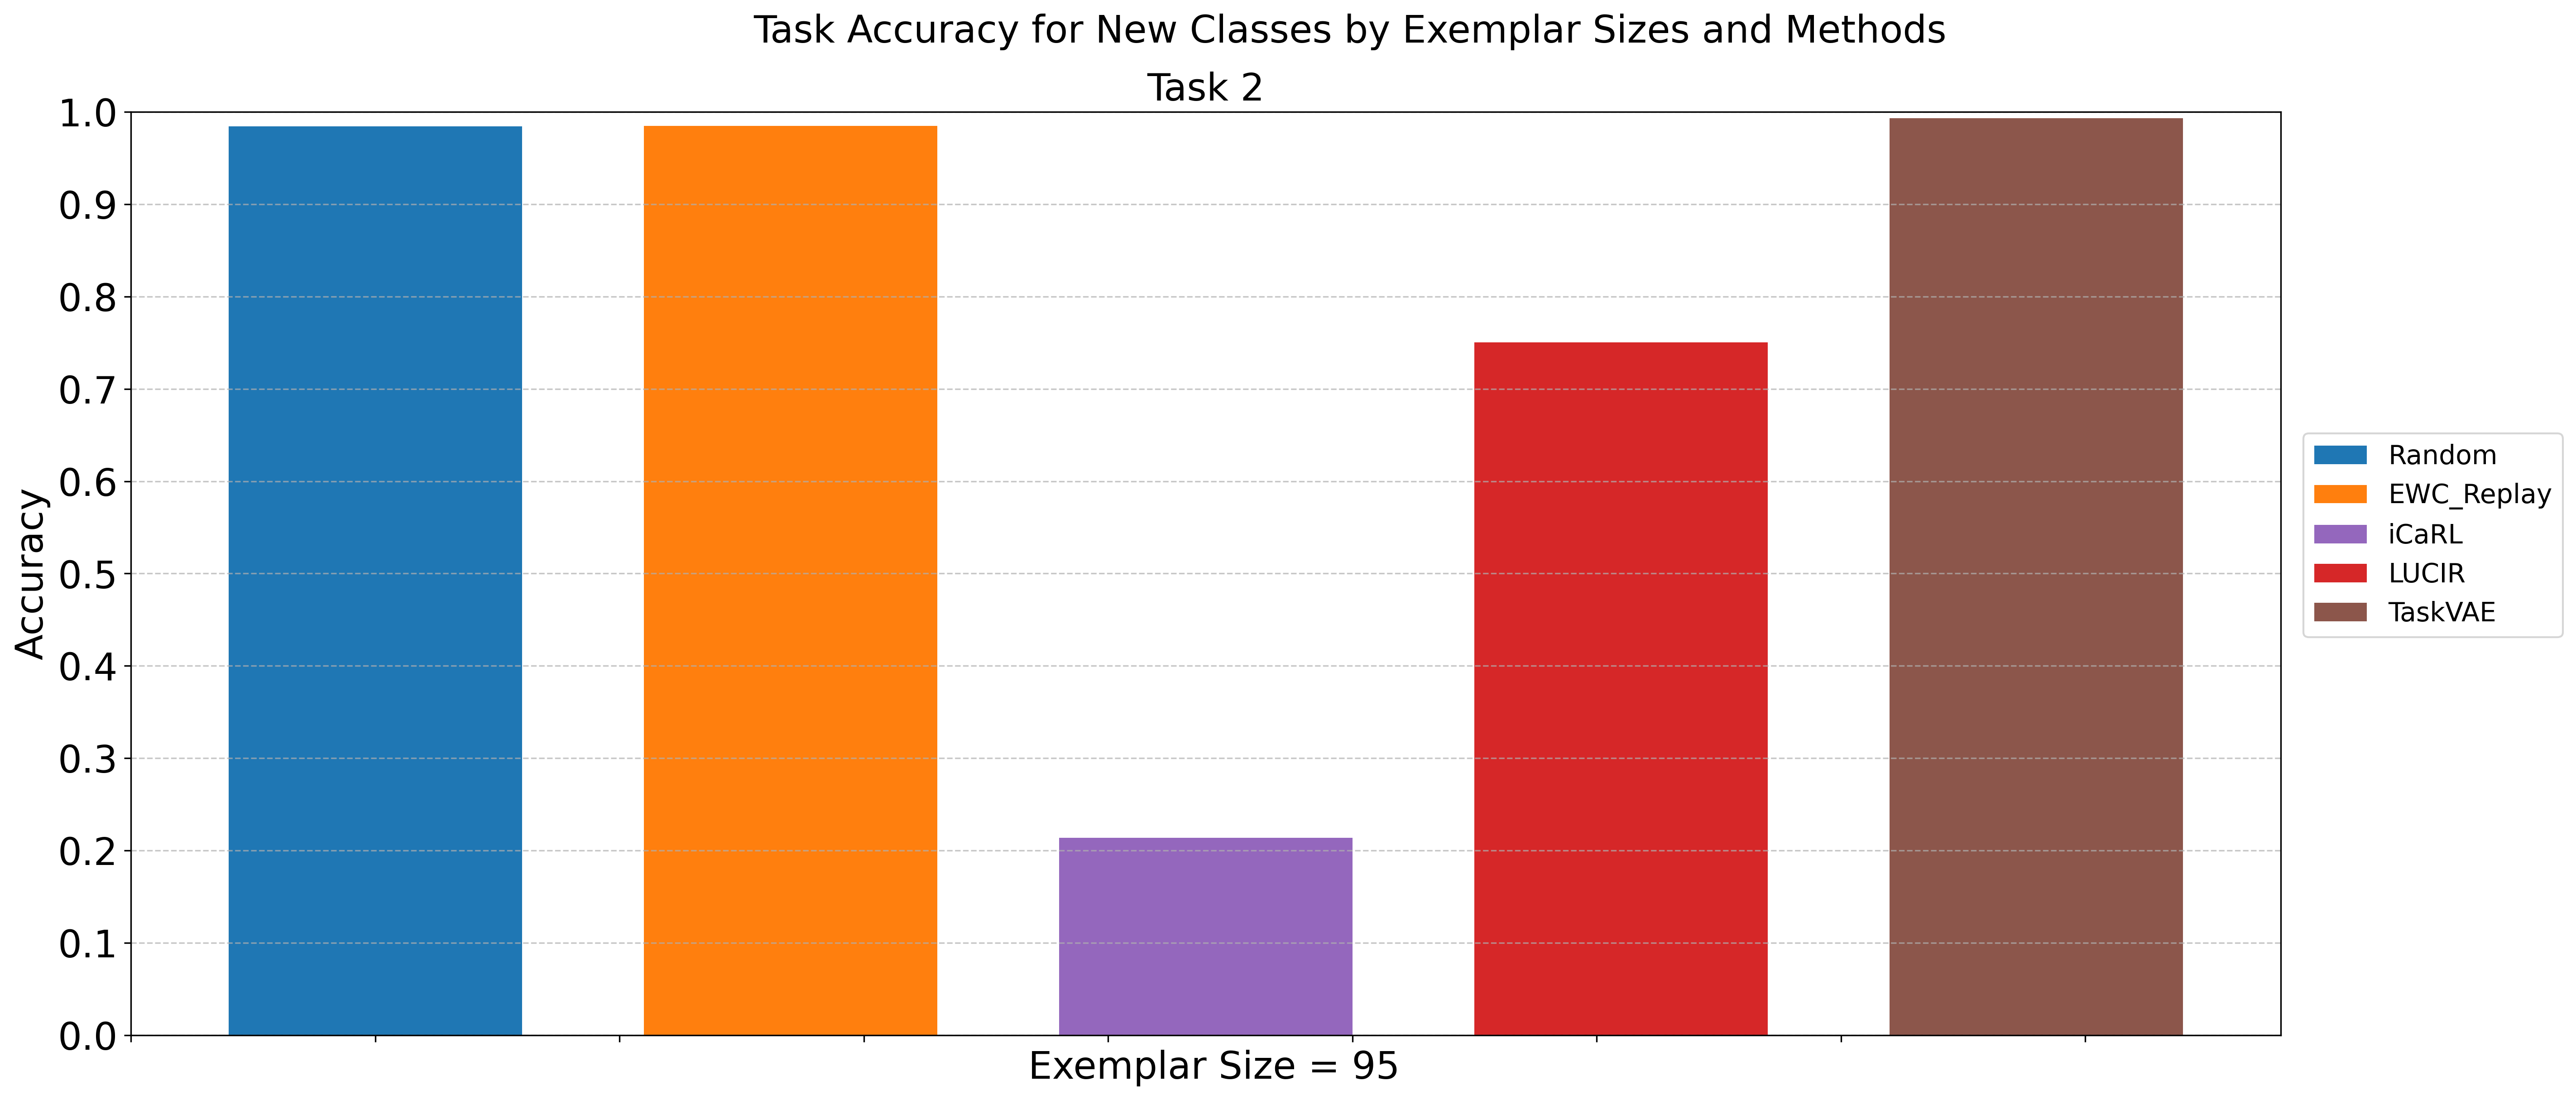 Task Accuracy for New Classes by Exemplar Sizes and Methods
Task 2
1.0
0.9
0.8
0.7
0.6
0.5
0.4
0.3
0.2
0.1
0.0
Accuracy
Exemplar Size = 95
Random
EWC_Replay
iCaRL
LUCIR
TaskVAE